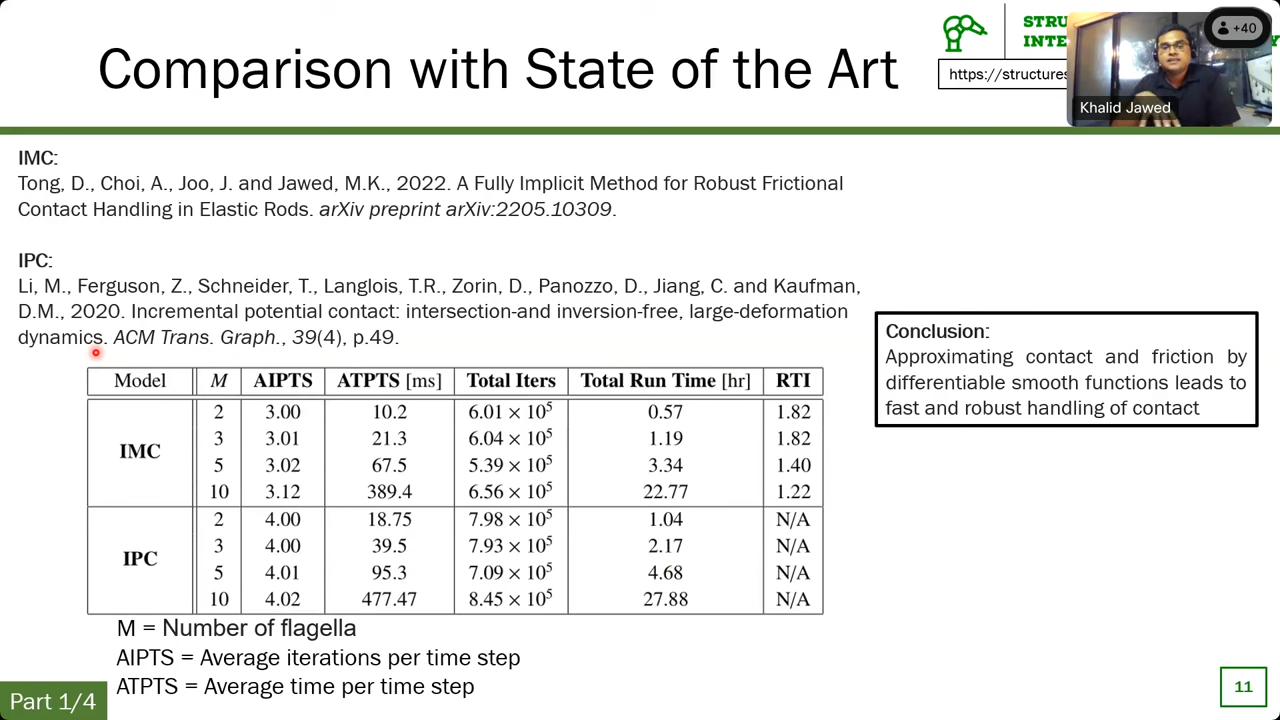 Comparison with State of the Art
STRU
INTE
https://structures
+40
Khalid Jawed
IMC:
Tong, D., Choi, A., Joo, J. and Jawed, M.K., 2022. A Fully Implicit Method for Robust Frictional
Contact Handling in Elastic Rods. arXiv preprint arXiv:2205.10309.
IPC:
Li, M., Ferguson, Z., Schneider, T., Langlois, T.R., Zorin, D., Panozzo, D., Jiang, C. and Kaufman,
D.M., 2020. Incremental potential contact: intersection-and inversion-free, large-deformation
dynamics. ACM Trans. Graph., 39(4), p.49.
Conclusion:
Approximating contact and friction by
differentiable smooth functions leads to
fast and robust handling of contact
Model M AIPTS ATPTS [ms] Total Iters Total Run Time [hr] RTI
IMC
2 3.00 10.2 6.01 × 10⁵ 0.57 1.82
3 3.01 21.3 6.04 × 10⁵ 1.19 1.82
5 3.02 67.5 5.39 × 10⁵ 3.34 1.40
10 3.12 389.4 6.56 × 10⁵ 22.77 1.22
IPC
2 4.00 18.75 7.98 × 10⁵ 1.04 N/A
3 4.00 39.5 7.93 × 10⁵ 2.17 N/A
5 4.01 95.3 7.09 × 10⁵ 4.68 N/A
10 4.02 477.47 8.45 × 10⁵ 27.88 N/A
M = Number of flagella
AIPTS = Average iterations per time step
ATPTS = Average time per time step
Part 1/4
11